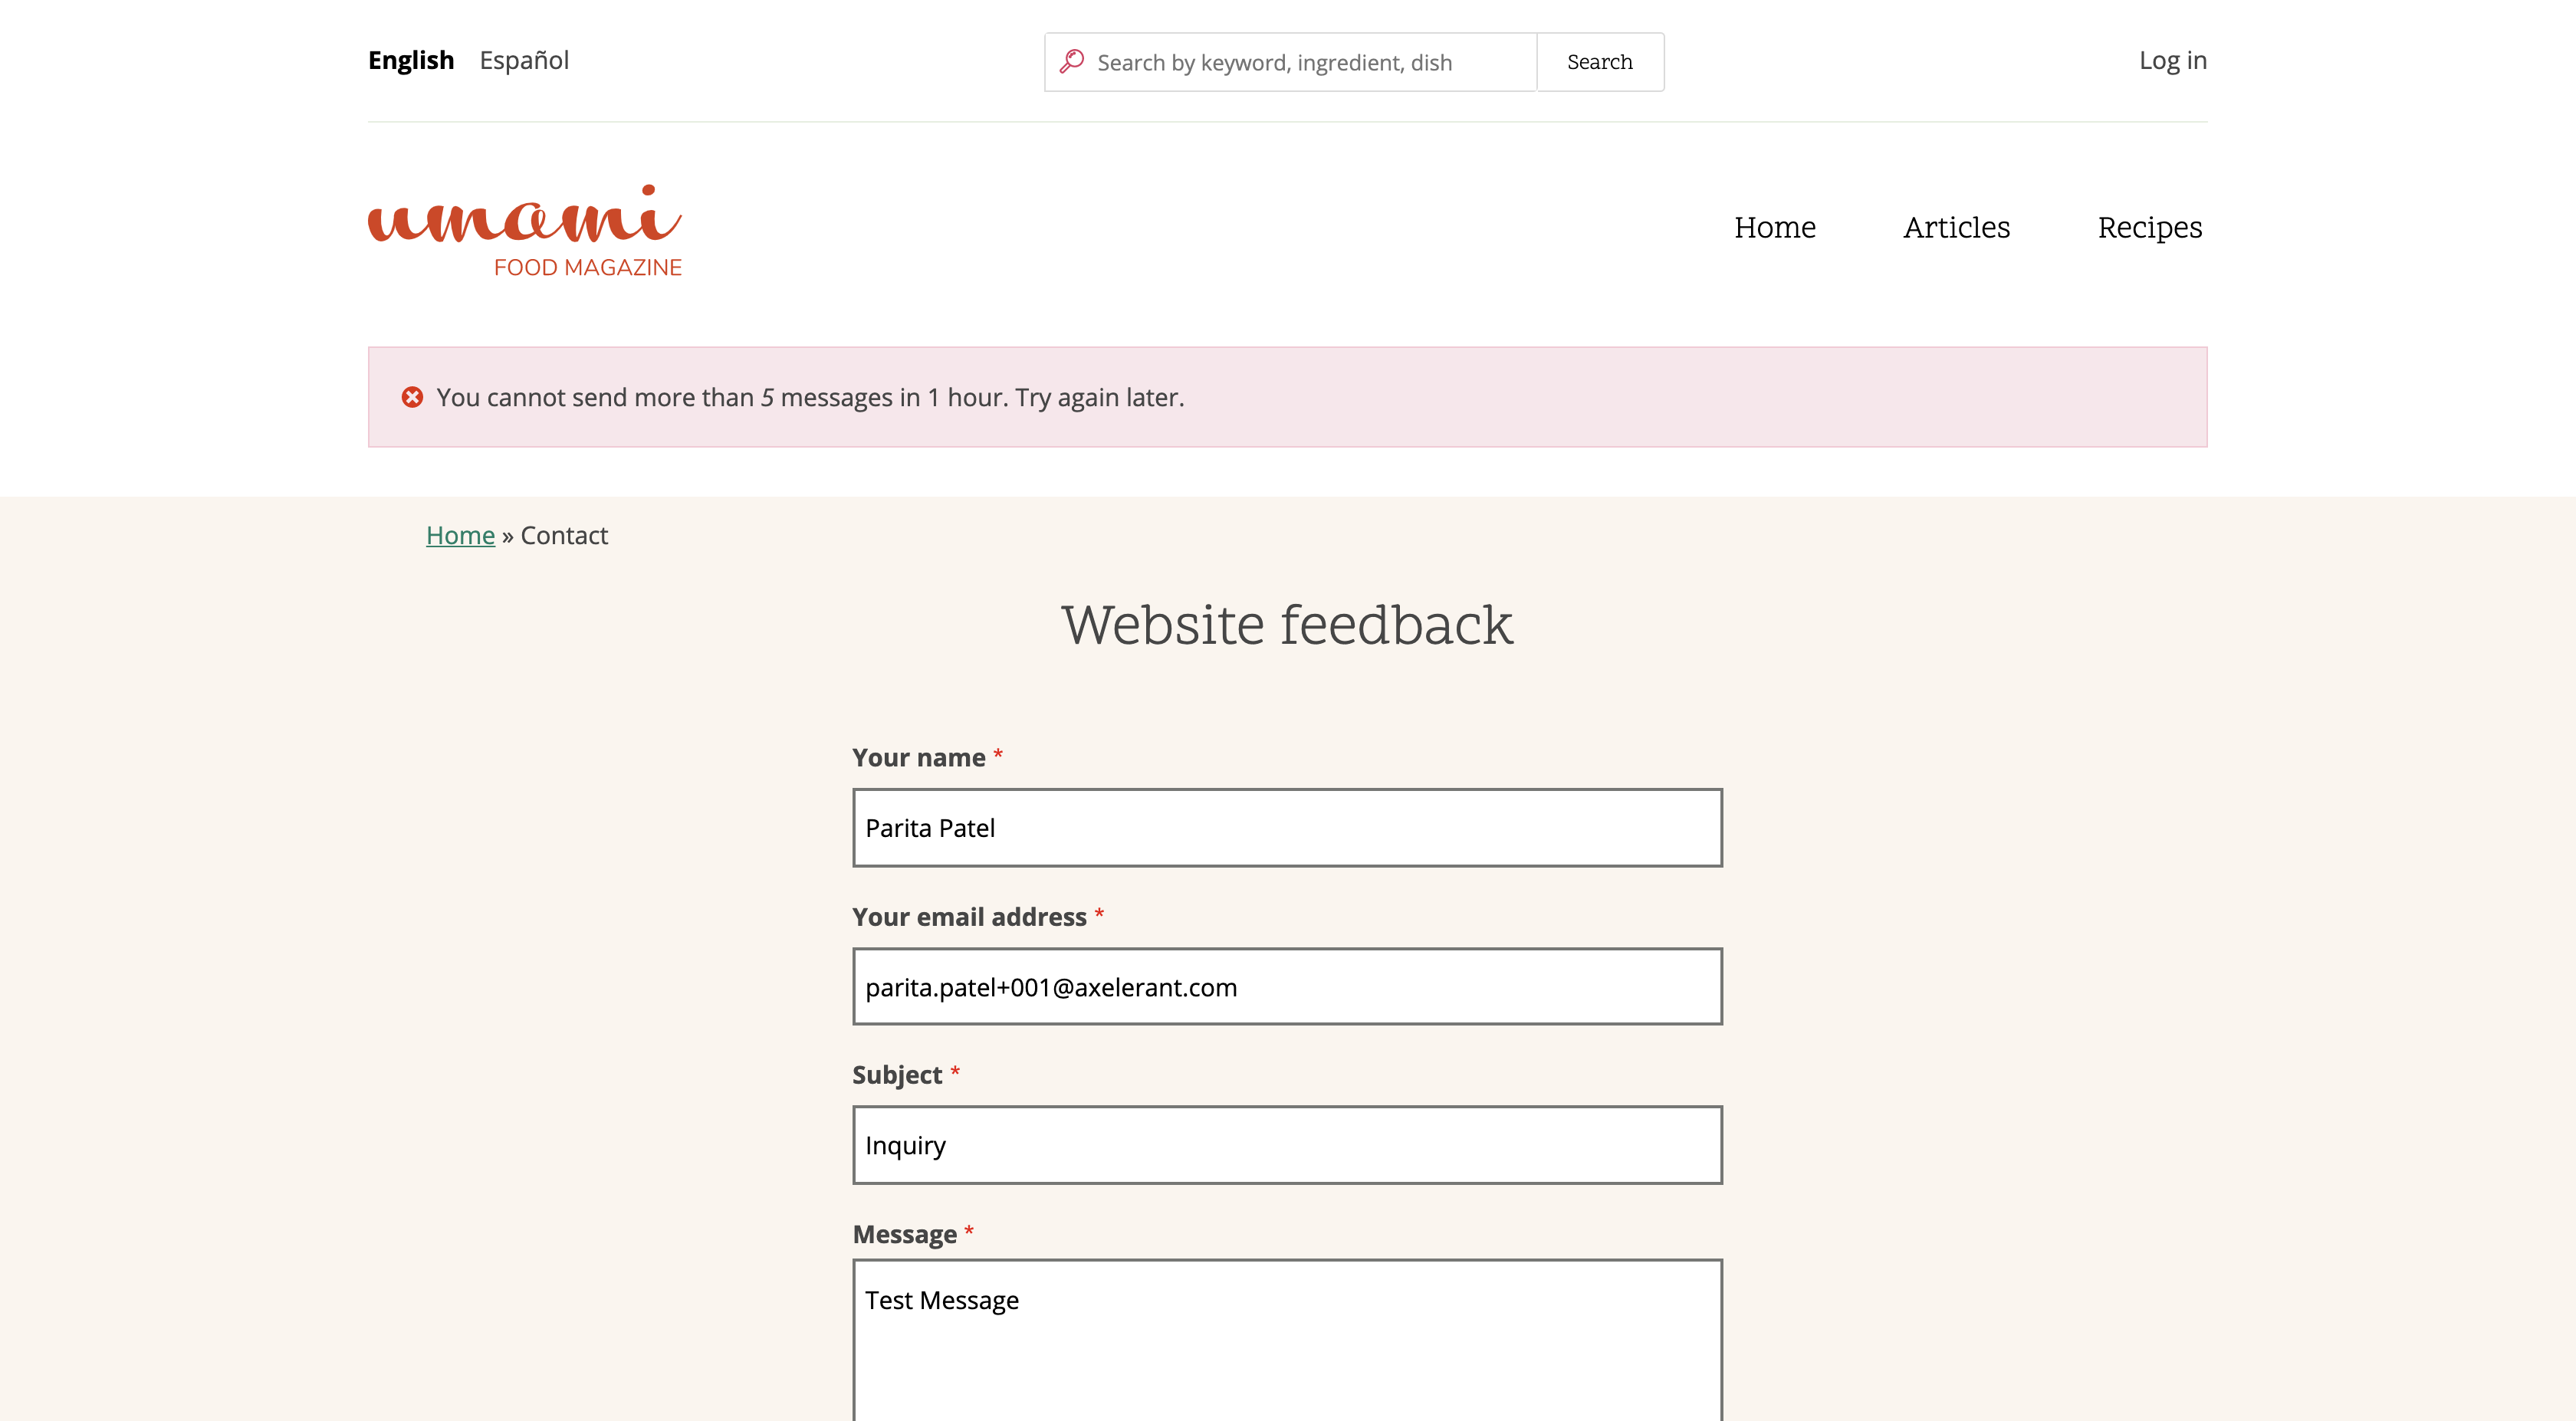 English Español
Search by keyword, ingredient, dish Search
Log in
umami
FOOD MAGAZINE
Home Articles Recipes
You cannot send more than 5 messages in 1 hour. Try again later.
Home » Contact
Website feedback
Your name *
Parita Patel
Your email address *
parita.patel+001@axelerant.com
Subject *
Inquiry
Message *
Test Message